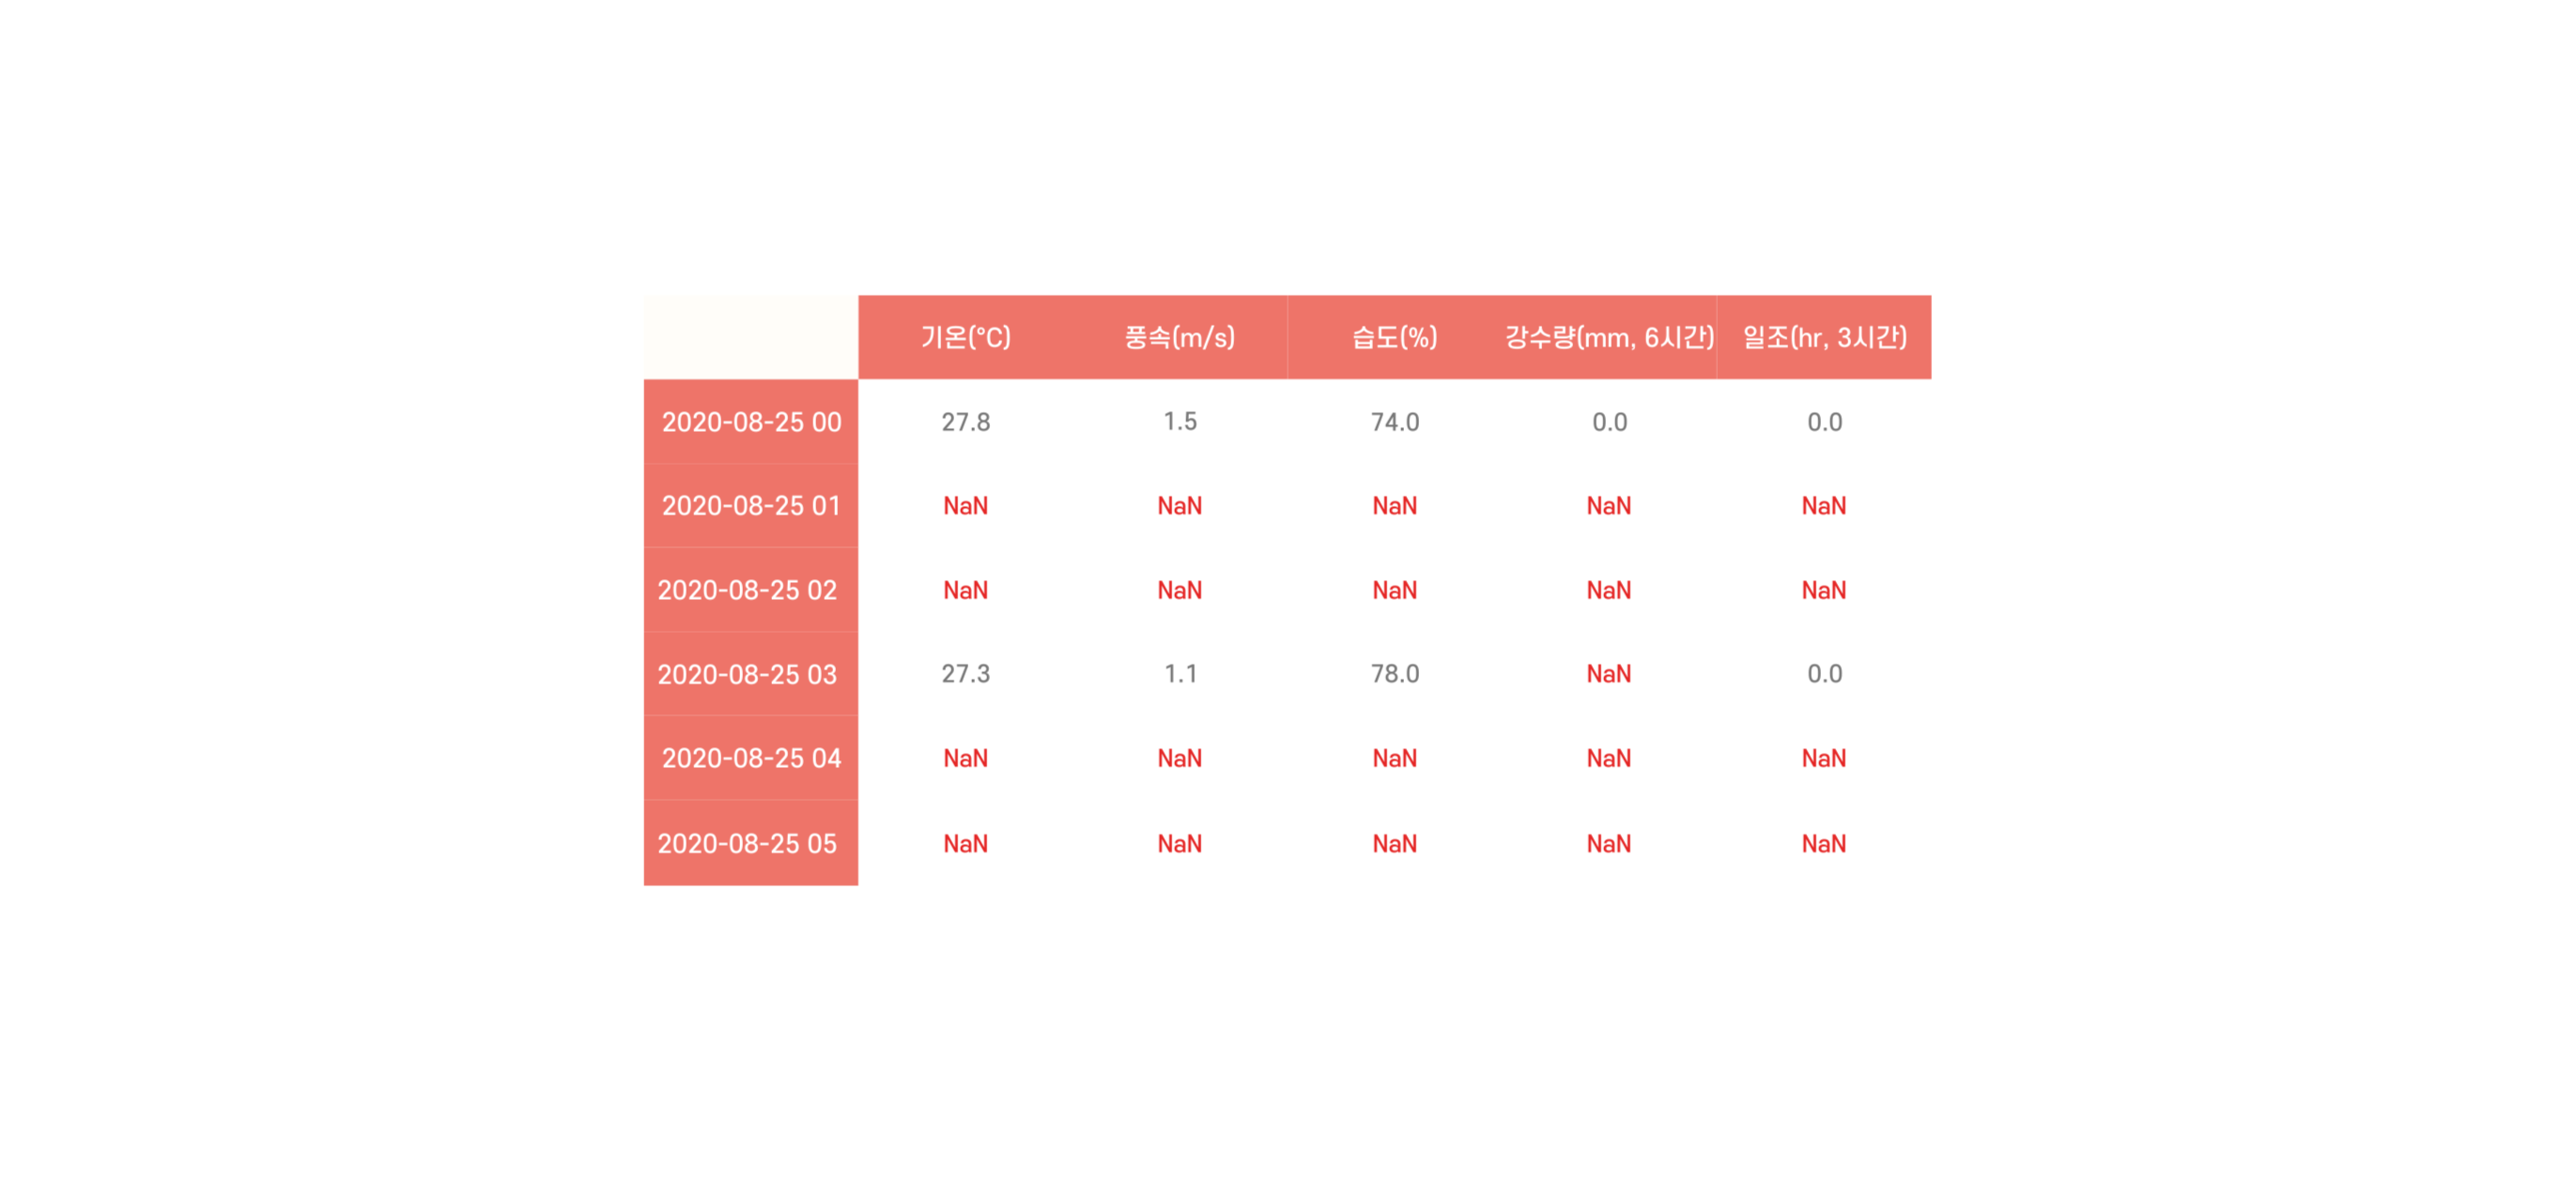 기온(°C) 풍속(m/s) 습도(%) 강수량(mm, 6시간) 일조(hr, 3시간)
2020-08-25 00 27.8 1.5 74.0 0.0 0.0
2020-08-25 01 NaN NaN NaN NaN NaN
2020-08-25 02 NaN NaN NaN NaN NaN
2020-08-25 03 27.3 1.1 78.0 NaN 0.0
2020-08-25 04 NaN NaN NaN NaN NaN
2020-08-25 05 NaN NaN NaN NaN NaN